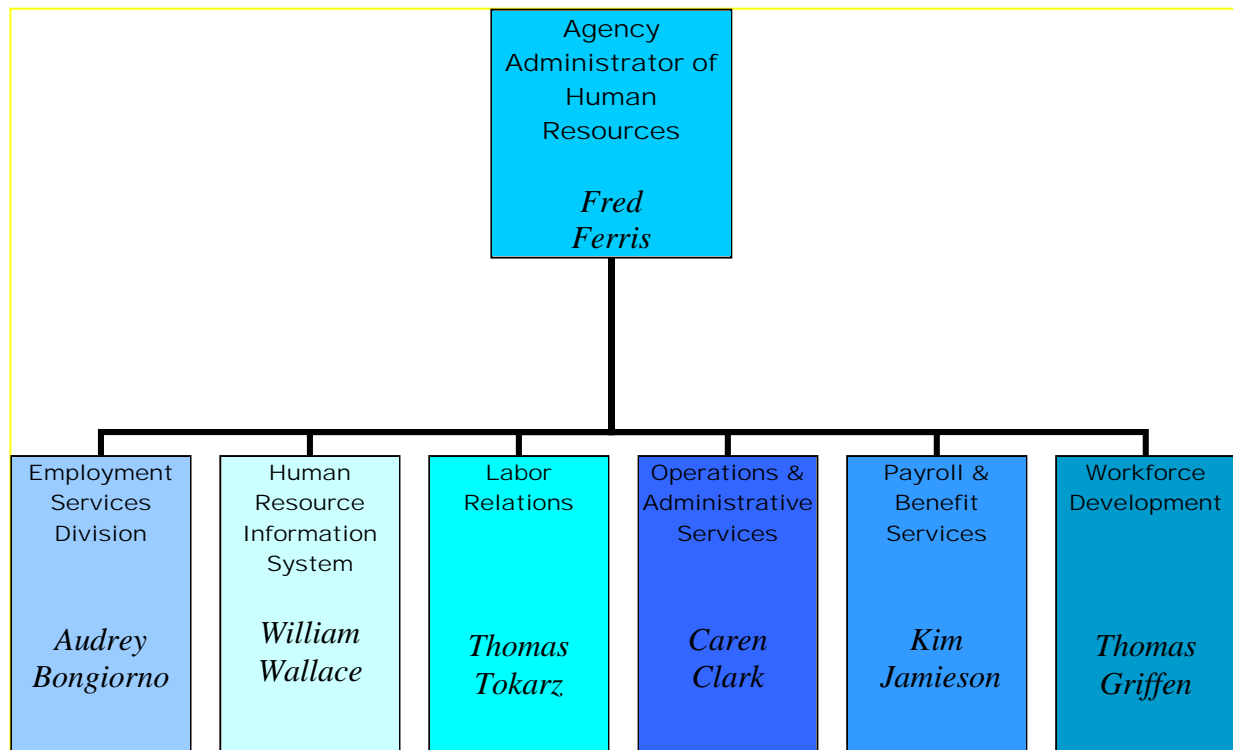 Agency
Administrator of
Human
Resources
Fred
Ferris
Employment
Services
Division
Audrey
Bongiorno
Human
Resource
Information
System
William
Wallace
Labor
Relations
Thomas
Tokarz
Operations &
Administrative
Services
Caren
Clark
Payroll &
Benefit
Services
Kim
Jamieson
Workforce
Development
Thomas
Griffen